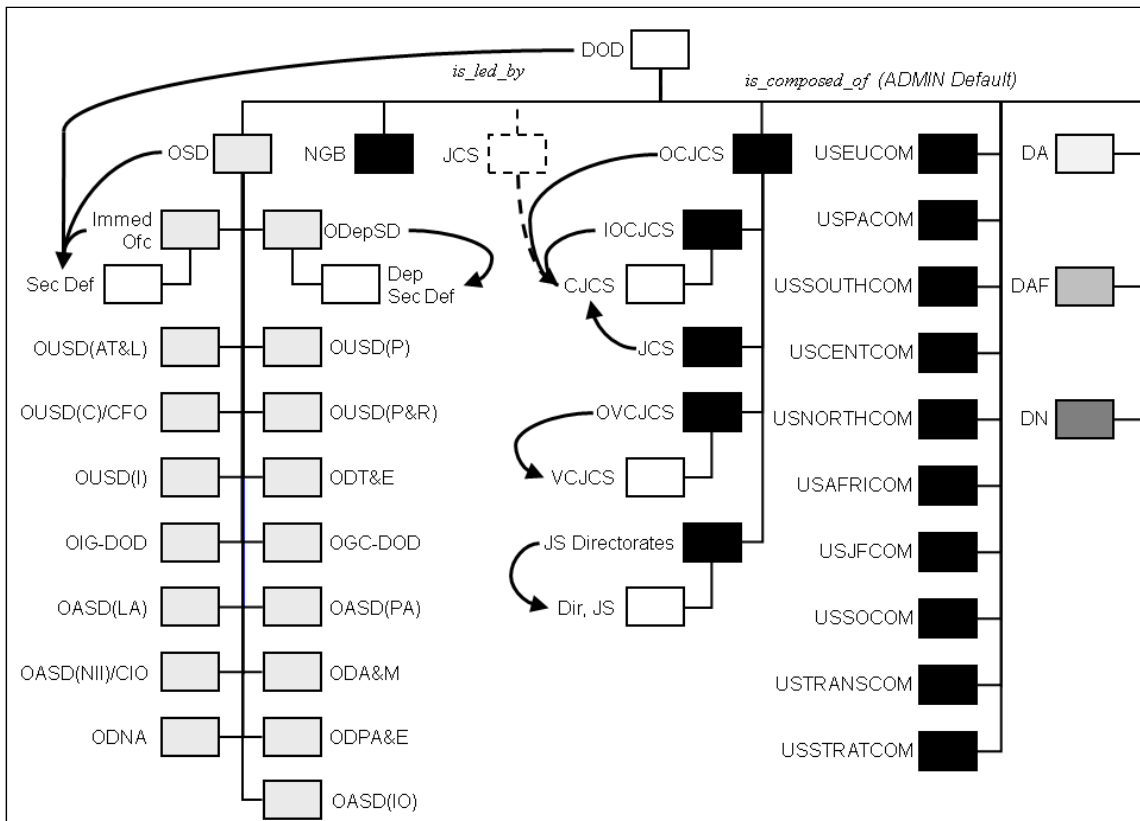 DOD
is_led_by
is_composed_of (ADMIN Default)
OSD
NGB
JCS
OCJCS
USEUCOM
DA
Immed
Ofc
ODepSD
IOCJCS
USPACOM
Sec Def
Dep
Sec Def
CJCS
USSOUTHCOM
DAF
OUSD(AT&L)
OUSD(P)
JCS
USCENTCOM
OUSD(C)/CFO
OUSD(P&R)
OVCJCS
USNORTHCOM
DN
OUSD(I)
ODT&E
VCJCS
USAFRICOM
OIG-DOD
OGC-DOD
JS Directorates
USJFCOM
OASD(LA)
OASD(PA)
Dir, JS
USSOCOM
OASD(NII)/CIO
ODA&M
USTRANSCOM
ODNA
ODPA&E
USSTRATCOM
OASD(IO)